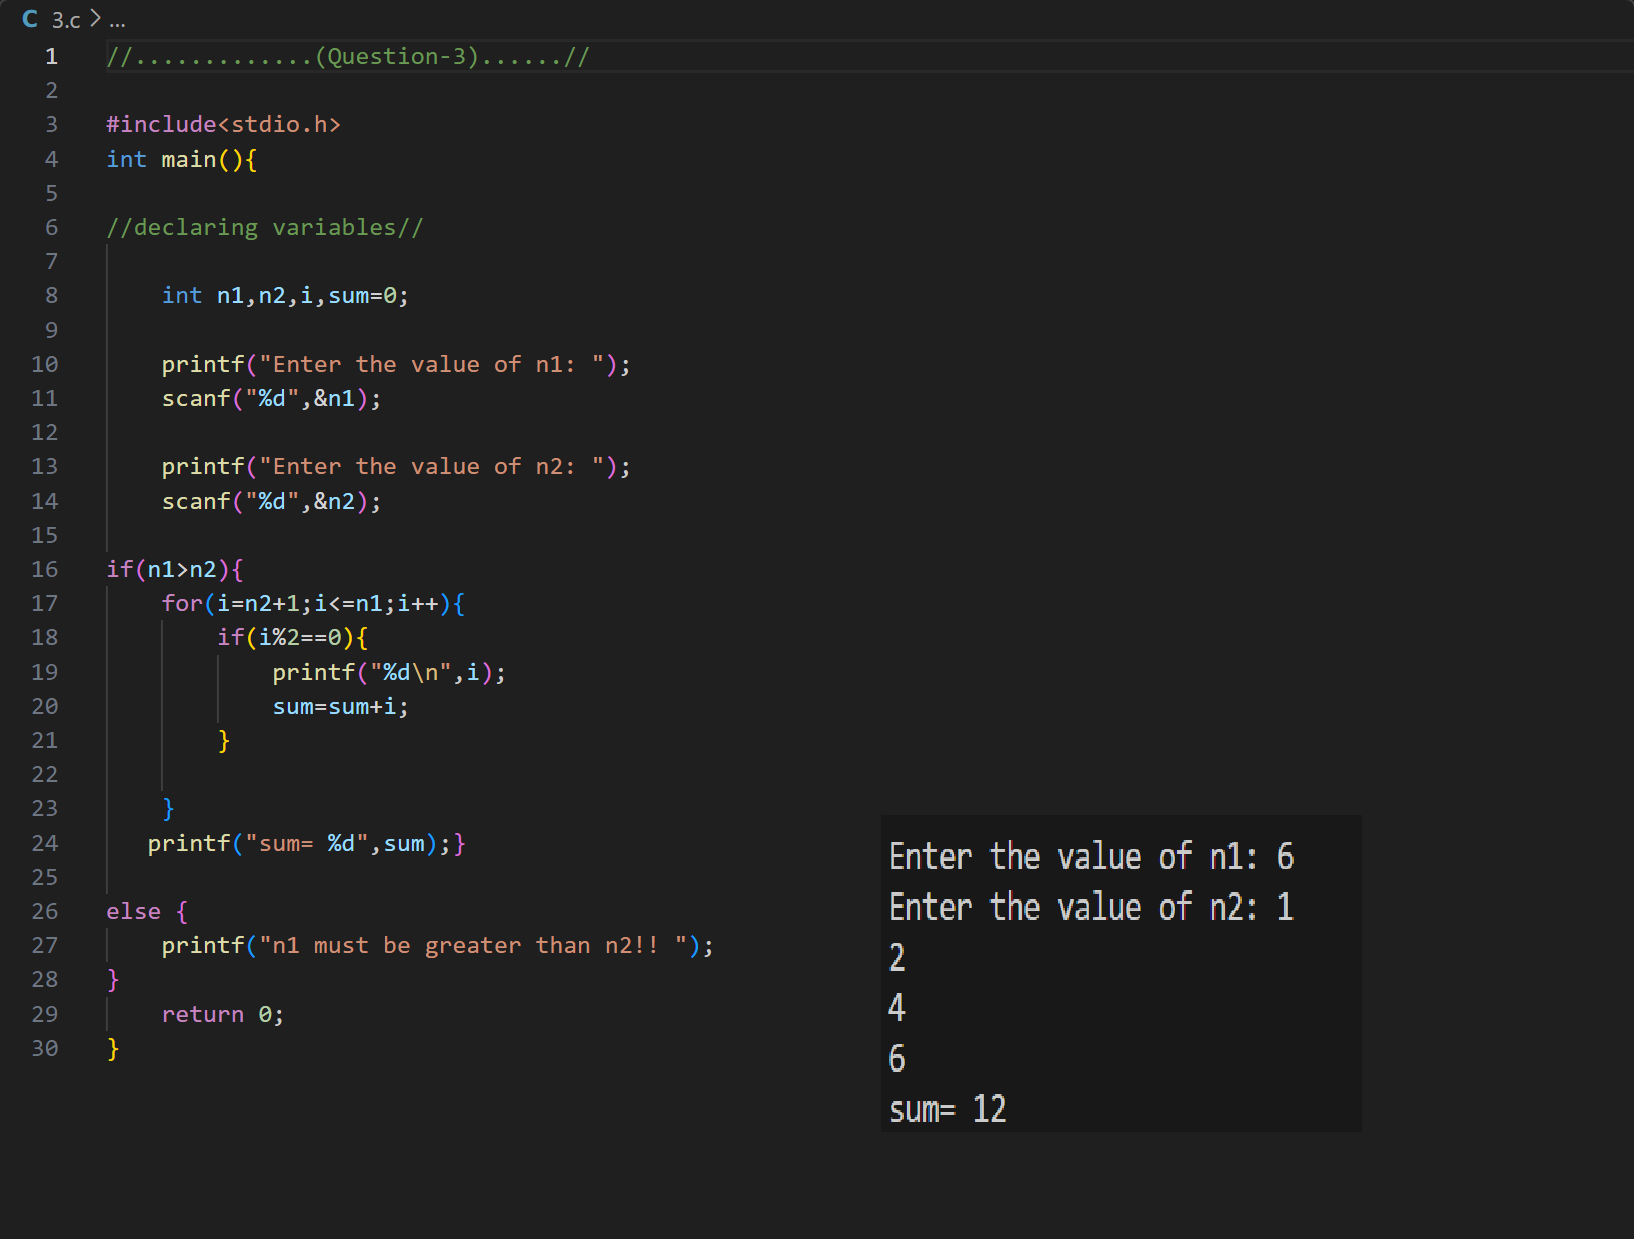 C 3.c > ...
1 //.............(Question-3)......//
2
3 #include<stdio.h>
4 int main(){
5
6 //declaring variables//
7
8     int n1,n2,i,sum=0;
9
10     printf("Enter the value of n1: ");
11     scanf("%d",&n1);
12
13     printf("Enter the value of n2: ");
14     scanf("%d",&n2);
15
16 if(n1>n2){
17     for(i=n2+1;i<=n1;i++){
18         if(i%2==0){
19             printf("%d\n",i);
20             sum=sum+i;
21         }
22
23     }
24    printf("sum= %d",sum);}
25
26 else {
27     printf("n1 must be greater than n2!! ");
28 }
29     return 0;
30 }
Enter the value of n1: 6
Enter the value of n2: 1
2
4
6
sum= 12